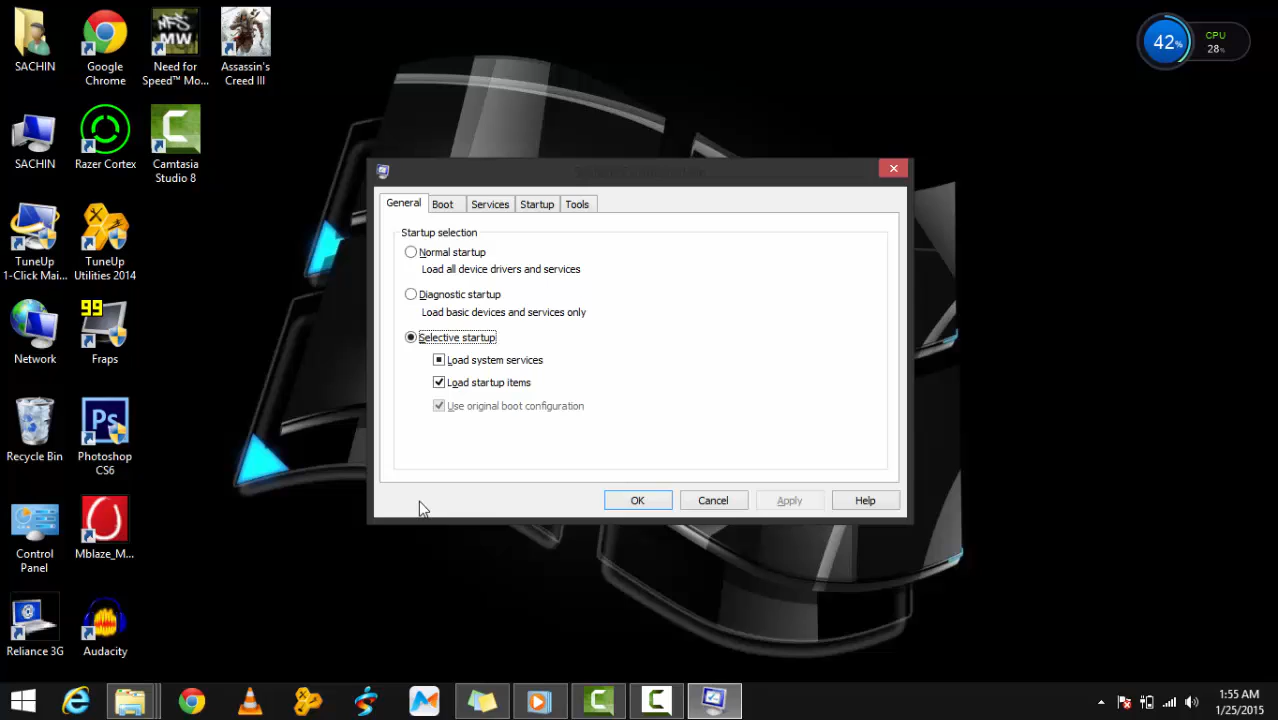 SACHIN
Google
Chrome
Need for
Speed™ Mo...
Assassin's
Creed III
NFS
MW
42%
CPU
28%
SACHIN
Razer Cortex
Camtasia
Studio 8
TuneUp
1-Click Mai...
TuneUp
Utilities 2014
99
Network
Fraps
Ps
Recycle Bin
Photoshop
CS6
Control
Panel
Mblaze_M...
Reliance 3G
Audacity
General
Boot
Services
Startup
Tools
Startup selection
Normal startup
Load all device drivers and services
Diagnostic startup
Load basic devices and services only
Selective startup
Load system services
Load startup items
Use original boot configuration
OK
Cancel
Apply
Help
1:55 AM
1/25/2015